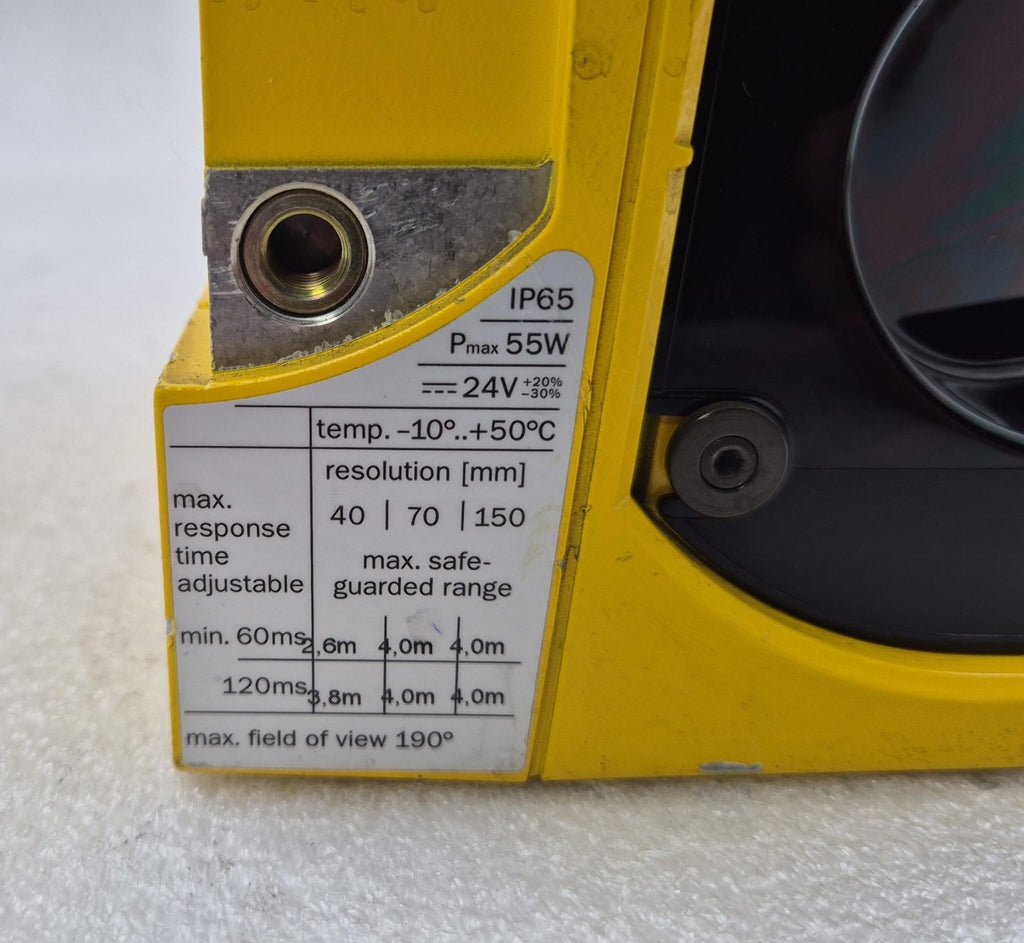 IP65
Pmax 55W
⎓ 24V +20% −30%
temp. −10°..+50°C
resolution [mm]
40 | 70 | 150
max.
response
time
adjustable
max. safe-
guarded range
min. 60ms 2,6m 4,0m 4,0m
120ms 3,8m 4,0m 4,0m
max. field of view 190°